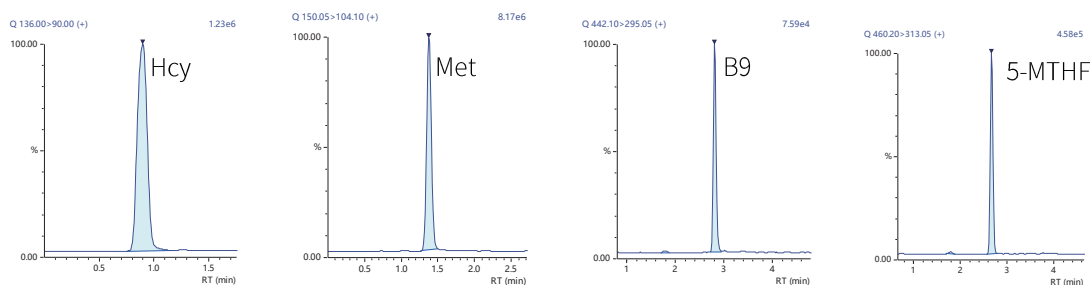 Q 136.00>90.00 (+) 1.23e6
100.00
Hcy
%
0.00
0.5 1.0 1.5
RT (min)
Q 150.05>104.10 (+) 8.17e6
100.00
Met
%
0.00
0.5 1.0 1.5 2.0 2.5
RT (min)
Q 442.10>295.05 (+) 7.59e4
100.00
B9
%
0.00
1 2 3 4
RT (min)
Q 460.20>313.05 (+) 4.58e5
100.00
5-MTHF
%
0.00
1 2 3 4
RT (min)